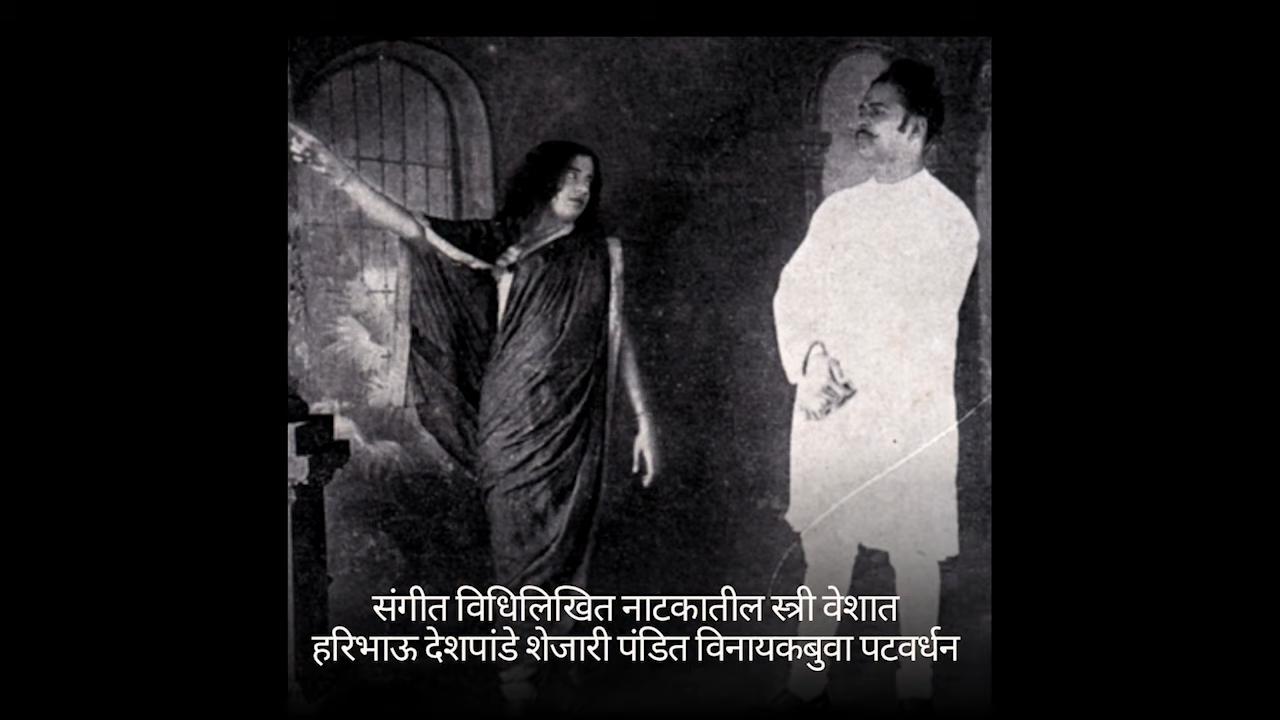 संगीत विधिलिखित नाटकातील स्त्री वेशात
हरिभाऊ देशपांडे शेजारी पंडित विनायकबुवा पटवर्धन